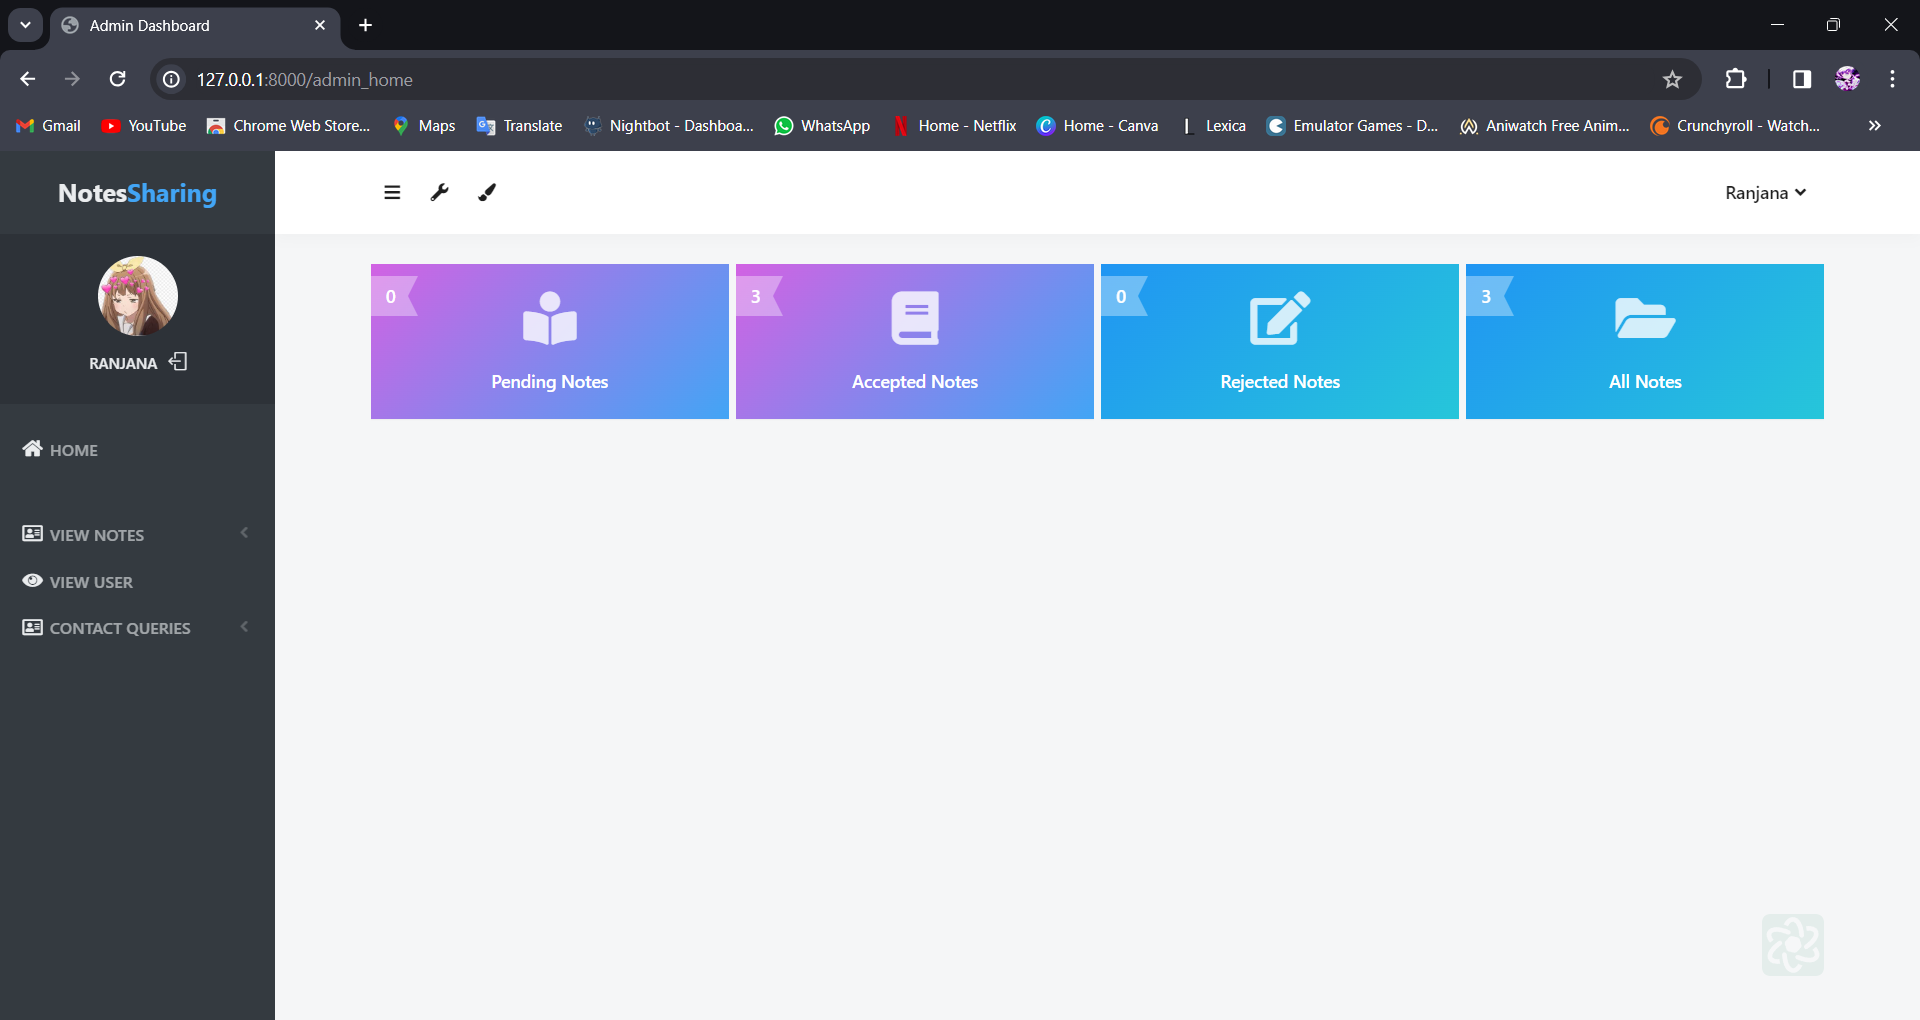 Admin Dashboard
127.0.0.1:8000/admin_home
Gmail YouTube Chrome Web Store... Maps Translate Nightbot - Dashboa... WhatsApp Home - Netflix Home - Canva Lexica Emulator Games - D... Aniwatch Free Anim... Crunchyroll - Watch...
NotesSharing
Ranjana
RANJANA
HOME
VIEW NOTES
VIEW USER
CONTACT QUERIES
0
Pending Notes
3
Accepted Notes
0
Rejected Notes
3
All Notes